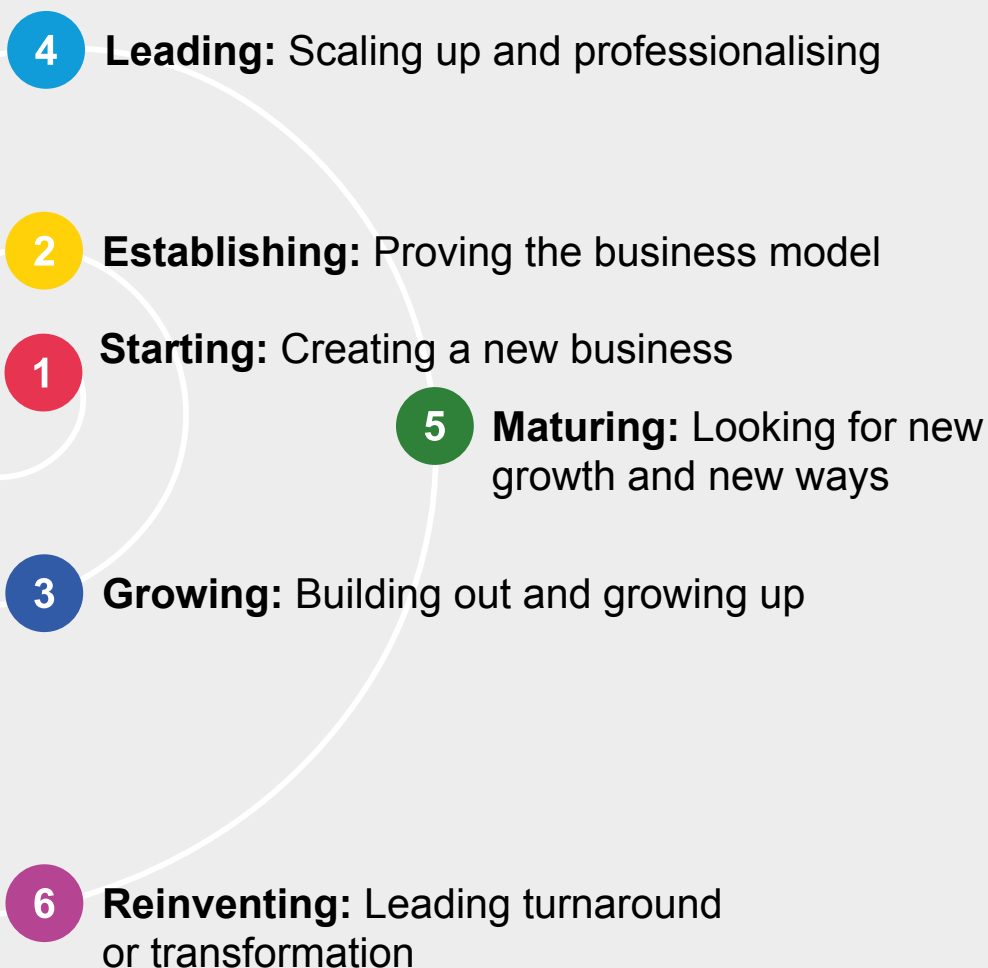 4 Leading: Scaling up and professionalising
2 Establishing: Proving the business model
1 Starting: Creating a new business
5 Maturing: Looking for new
growth and new ways
3 Growing: Building out and growing up
6 Reinventing: Leading turnaround
or transformation